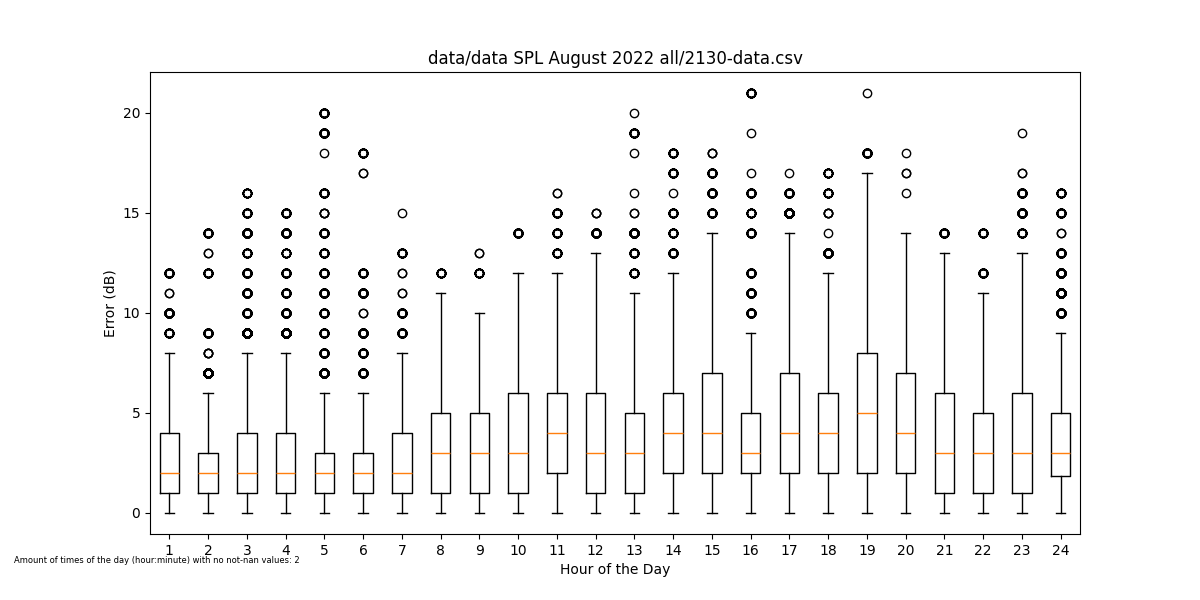 data/data SPL August 2022 all/2130-data.csv
Error (dB)
20
15
10
5
0
1 2 3 4 5 6 7 8 9 10 11 12 13 14 15 16 17 18 19 20 21 22 23 24
Amount of times of the day (hour:minute) with no not-nan values: 2
Hour of the Day